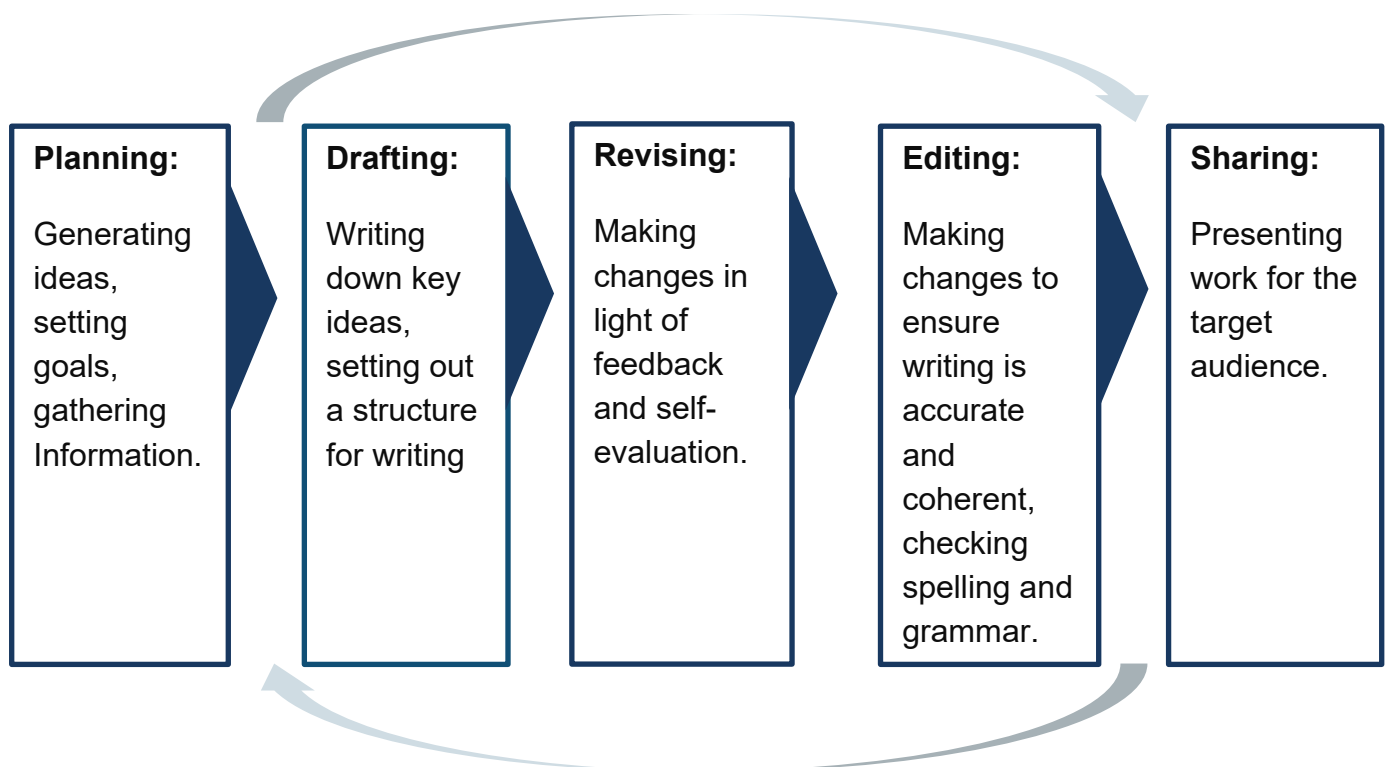 Planning:
Generating
ideas,
setting
goals,
gathering
Information.
Drafting:
Writing
down key
ideas,
setting out
a structure
for writing
Revising:
Making
changes in
light of
feedback
and self-
evaluation.
Editing:
Making
changes to
ensure
writing is
accurate
and
coherent,
checking
spelling and
grammar.
Sharing:
Presenting
work for the
target
audience.